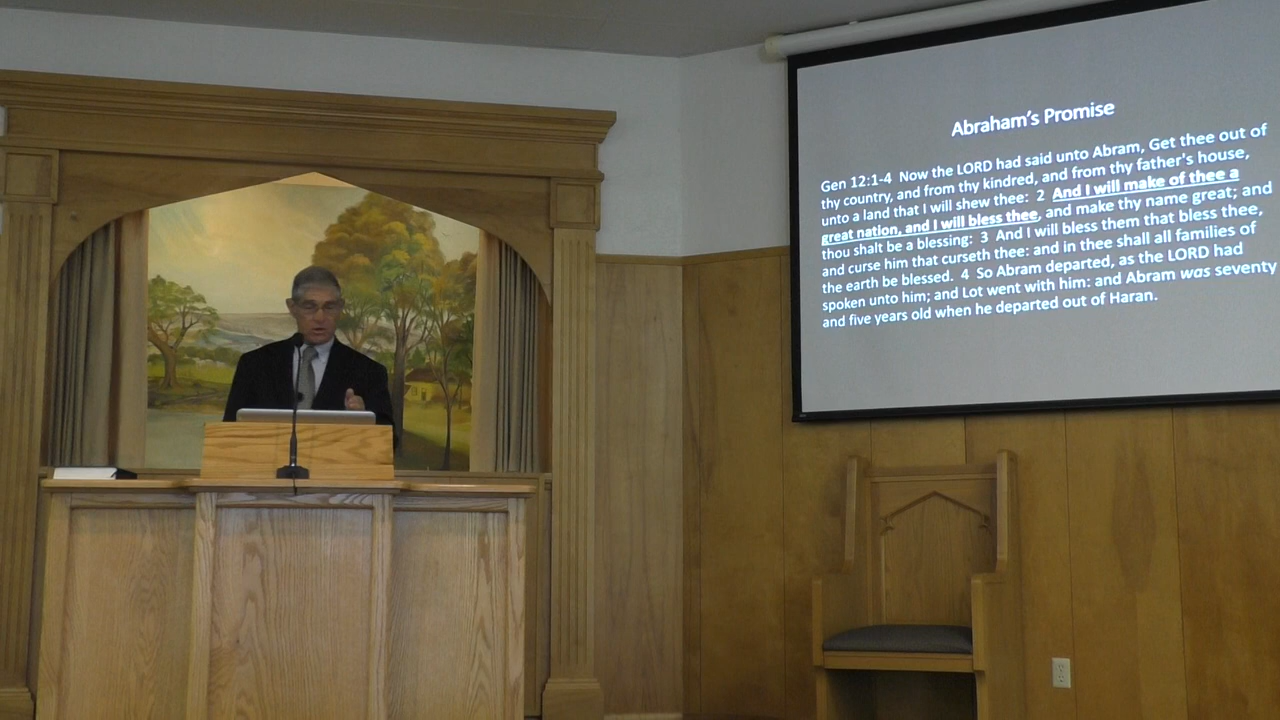 Abraham's Promise
Gen 12:1-4 Now the LORD had said unto Abram, Get thee out of
thy country, and from thy kindred, and from thy father's house,
unto a land that I will shew thee: 2 And I will make of thee a
great nation, and I will bless thee, and make thy name great; and
thou shalt be a blessing: 3 And I will bless them that bless thee,
and curse him that curseth thee: and in thee shall all families of
the earth be blessed. 4 So Abram departed, as the LORD had
spoken unto him; and Lot went with him: and Abram was seventy
and five years old when he departed out of Haran.